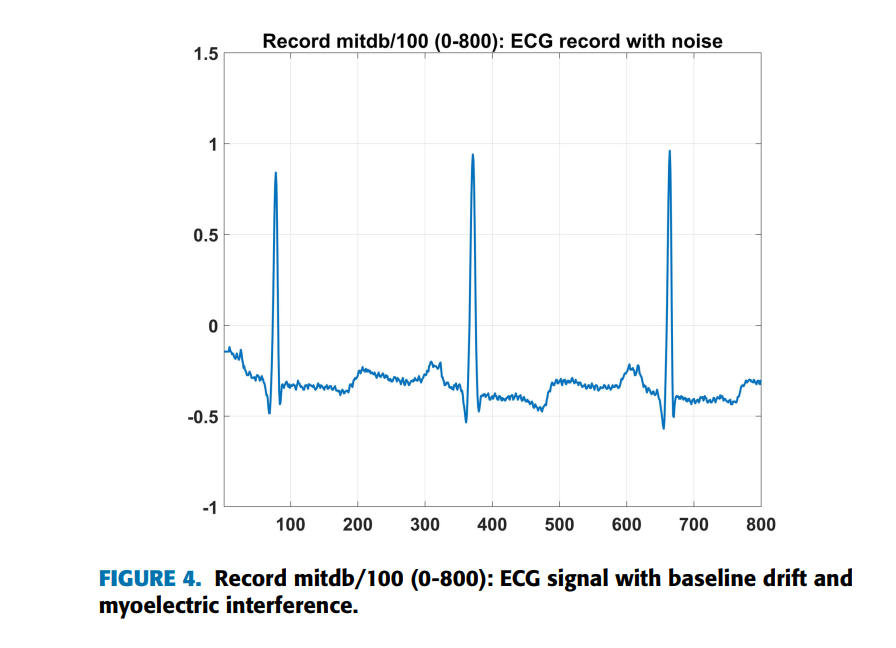 Record mitdb/100 (0-800): ECG record with noise
1.5
1
0.5
0
-0.5
-1
100 200 300 400 500 600 700 800
FIGURE 4. Record mitdb/100 (0-800): ECG signal with baseline drift and
myoelectric interference.